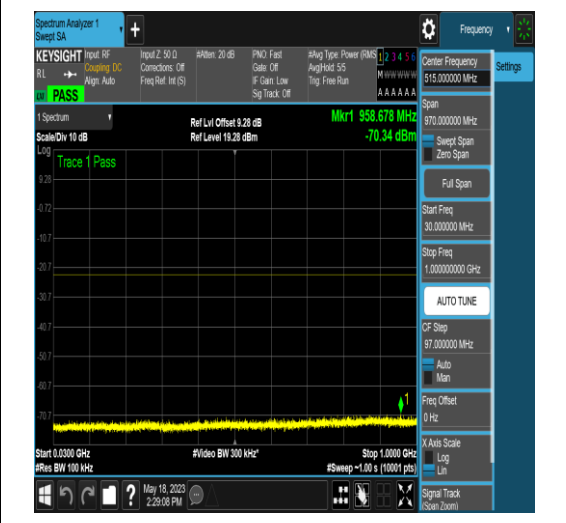 Spectrum Analyzer 1
Swept SA
+
Frequency
KEYSIGHT
RL
Input: RF
Coupling: DC
Align: Auto
Input Z: 50 Ω
Corrections: Off
Freq Ref: Int (S)
#Atten: 20 dB
PNO: Fast
Gate: Off
IF Gain: Low
Sig Track: Off
#Avg Type: Power (RMS
Avg|Hold: 5/5
Trig: Free Run
1 2 3 4 5 6
M W W W W W
A A A A A A
PASS
1 Spectrum
Scale/Div 10 dB
Ref Lvl Offset 9.28 dB
Ref Level 19.28 dBm
Mkr1 958.678 MHz
-70.34 dBm
Log
Trace 1 Pass
9.28
-0.72
-10.7
-20.7
-30.7
-40.7
-50.7
-60.7
-70.7
1
Start 0.0300 GHz
#Res BW 100 kHz
#Video BW 300 kHz*
Stop 1.0000 GHz
#Sweep ~1.00 s (10001 pts)
?
May 18, 2023
2:29:08 PM
Center Frequency
515.000000 MHz
Span
970.000000 MHz
Swept Span
Zero Span
Full Span
Start Freq
30.000000 MHz
Stop Freq
1.000000000 GHz
AUTO TUNE
CF Step
97.000000 MHz
Auto
Man
Freq Offset
0 Hz
X Axis Scale
Log
Lin
Signal Track
(Span Zoom)
Settings